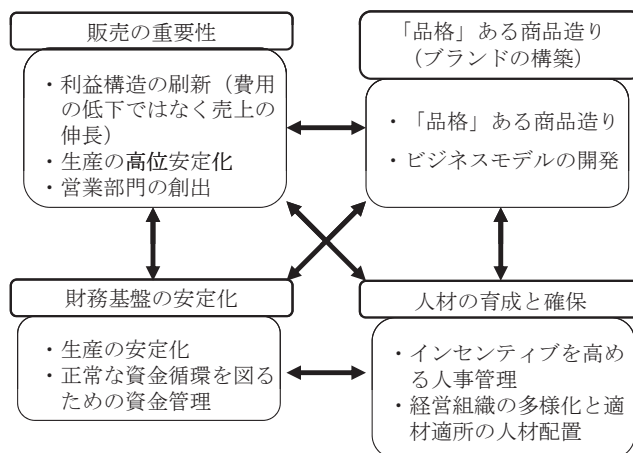 販売の重要性
・利益構造の刷新（費用
の低下ではなく売上の
伸長）
・生産の高位安定化
・営業部門の創出
「品格」ある商品造り
（ブランドの構築）
・「品格」ある商品造り
・ビジネスモデルの開発
財務基盤の安定化
・生産の安定化
・正常な資金循環を図る
ための資金管理
人材の育成と確保
・インセンティブを高め
る人事管理
・経営組織の多様化と適
材適所の人材配置